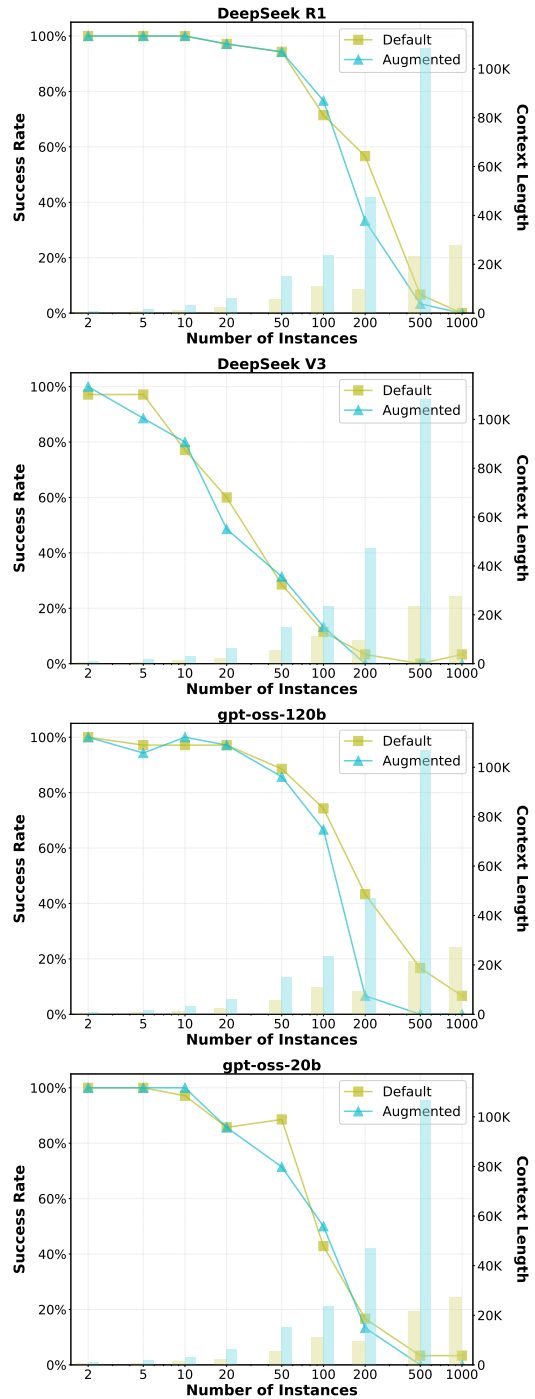 DeepSeek R1
Success Rate
100%
80%
60%
40%
20%
0%
Default
Augmented
100K
80K
60K
40K
20K
0
Context Length
2 5 10 20 50 100 200 500 1000
Number of Instances
DeepSeek V3
Success Rate
100%
80%
60%
40%
20%
0%
Default
Augmented
100K
80K
60K
40K
20K
0
Context Length
2 5 10 20 50 100 200 500 1000
Number of Instances
gpt-oss-120b
Success Rate
100%
80%
60%
40%
20%
0%
Default
Augmented
100K
80K
60K
40K
20K
0
Context Length
2 5 10 20 50 100 200 500 1000
Number of Instances
gpt-oss-20b
Success Rate
100%
80%
60%
40%
20%
0%
Default
Augmented
100K
80K
60K
40K
20K
0
Context Length
2 5 10 20 50 100 200 500 1000
Number of Instances